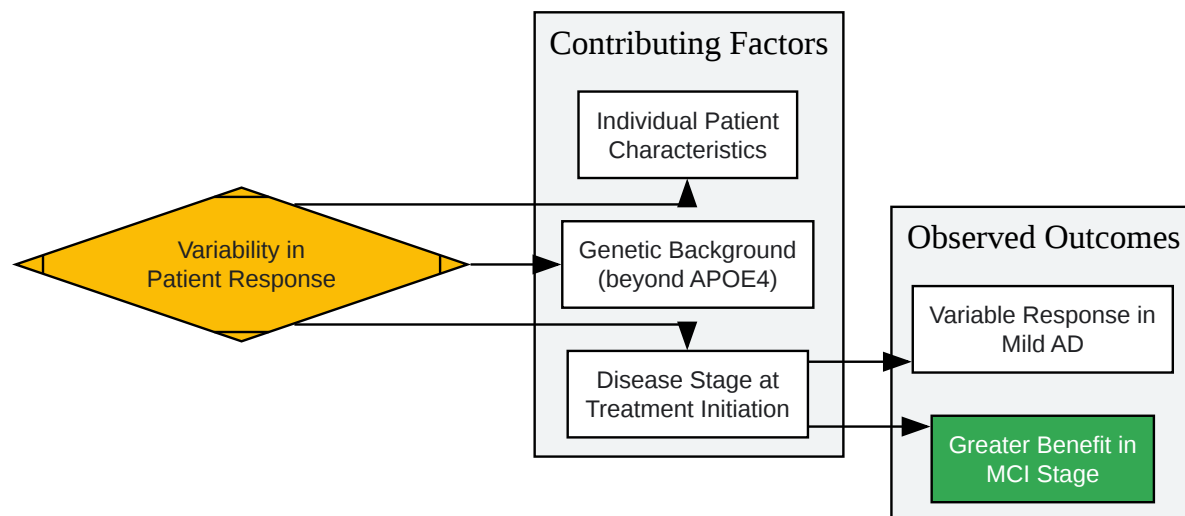 Contributing Factors
Individual Patient
Characteristics
Variability in
Patient Response
Genetic Background
(beyond APOE4)
Disease Stage at
Treatment Initiation
Observed Outcomes
Variable Response in
Mild AD
Greater Benefit in
MCI Stage